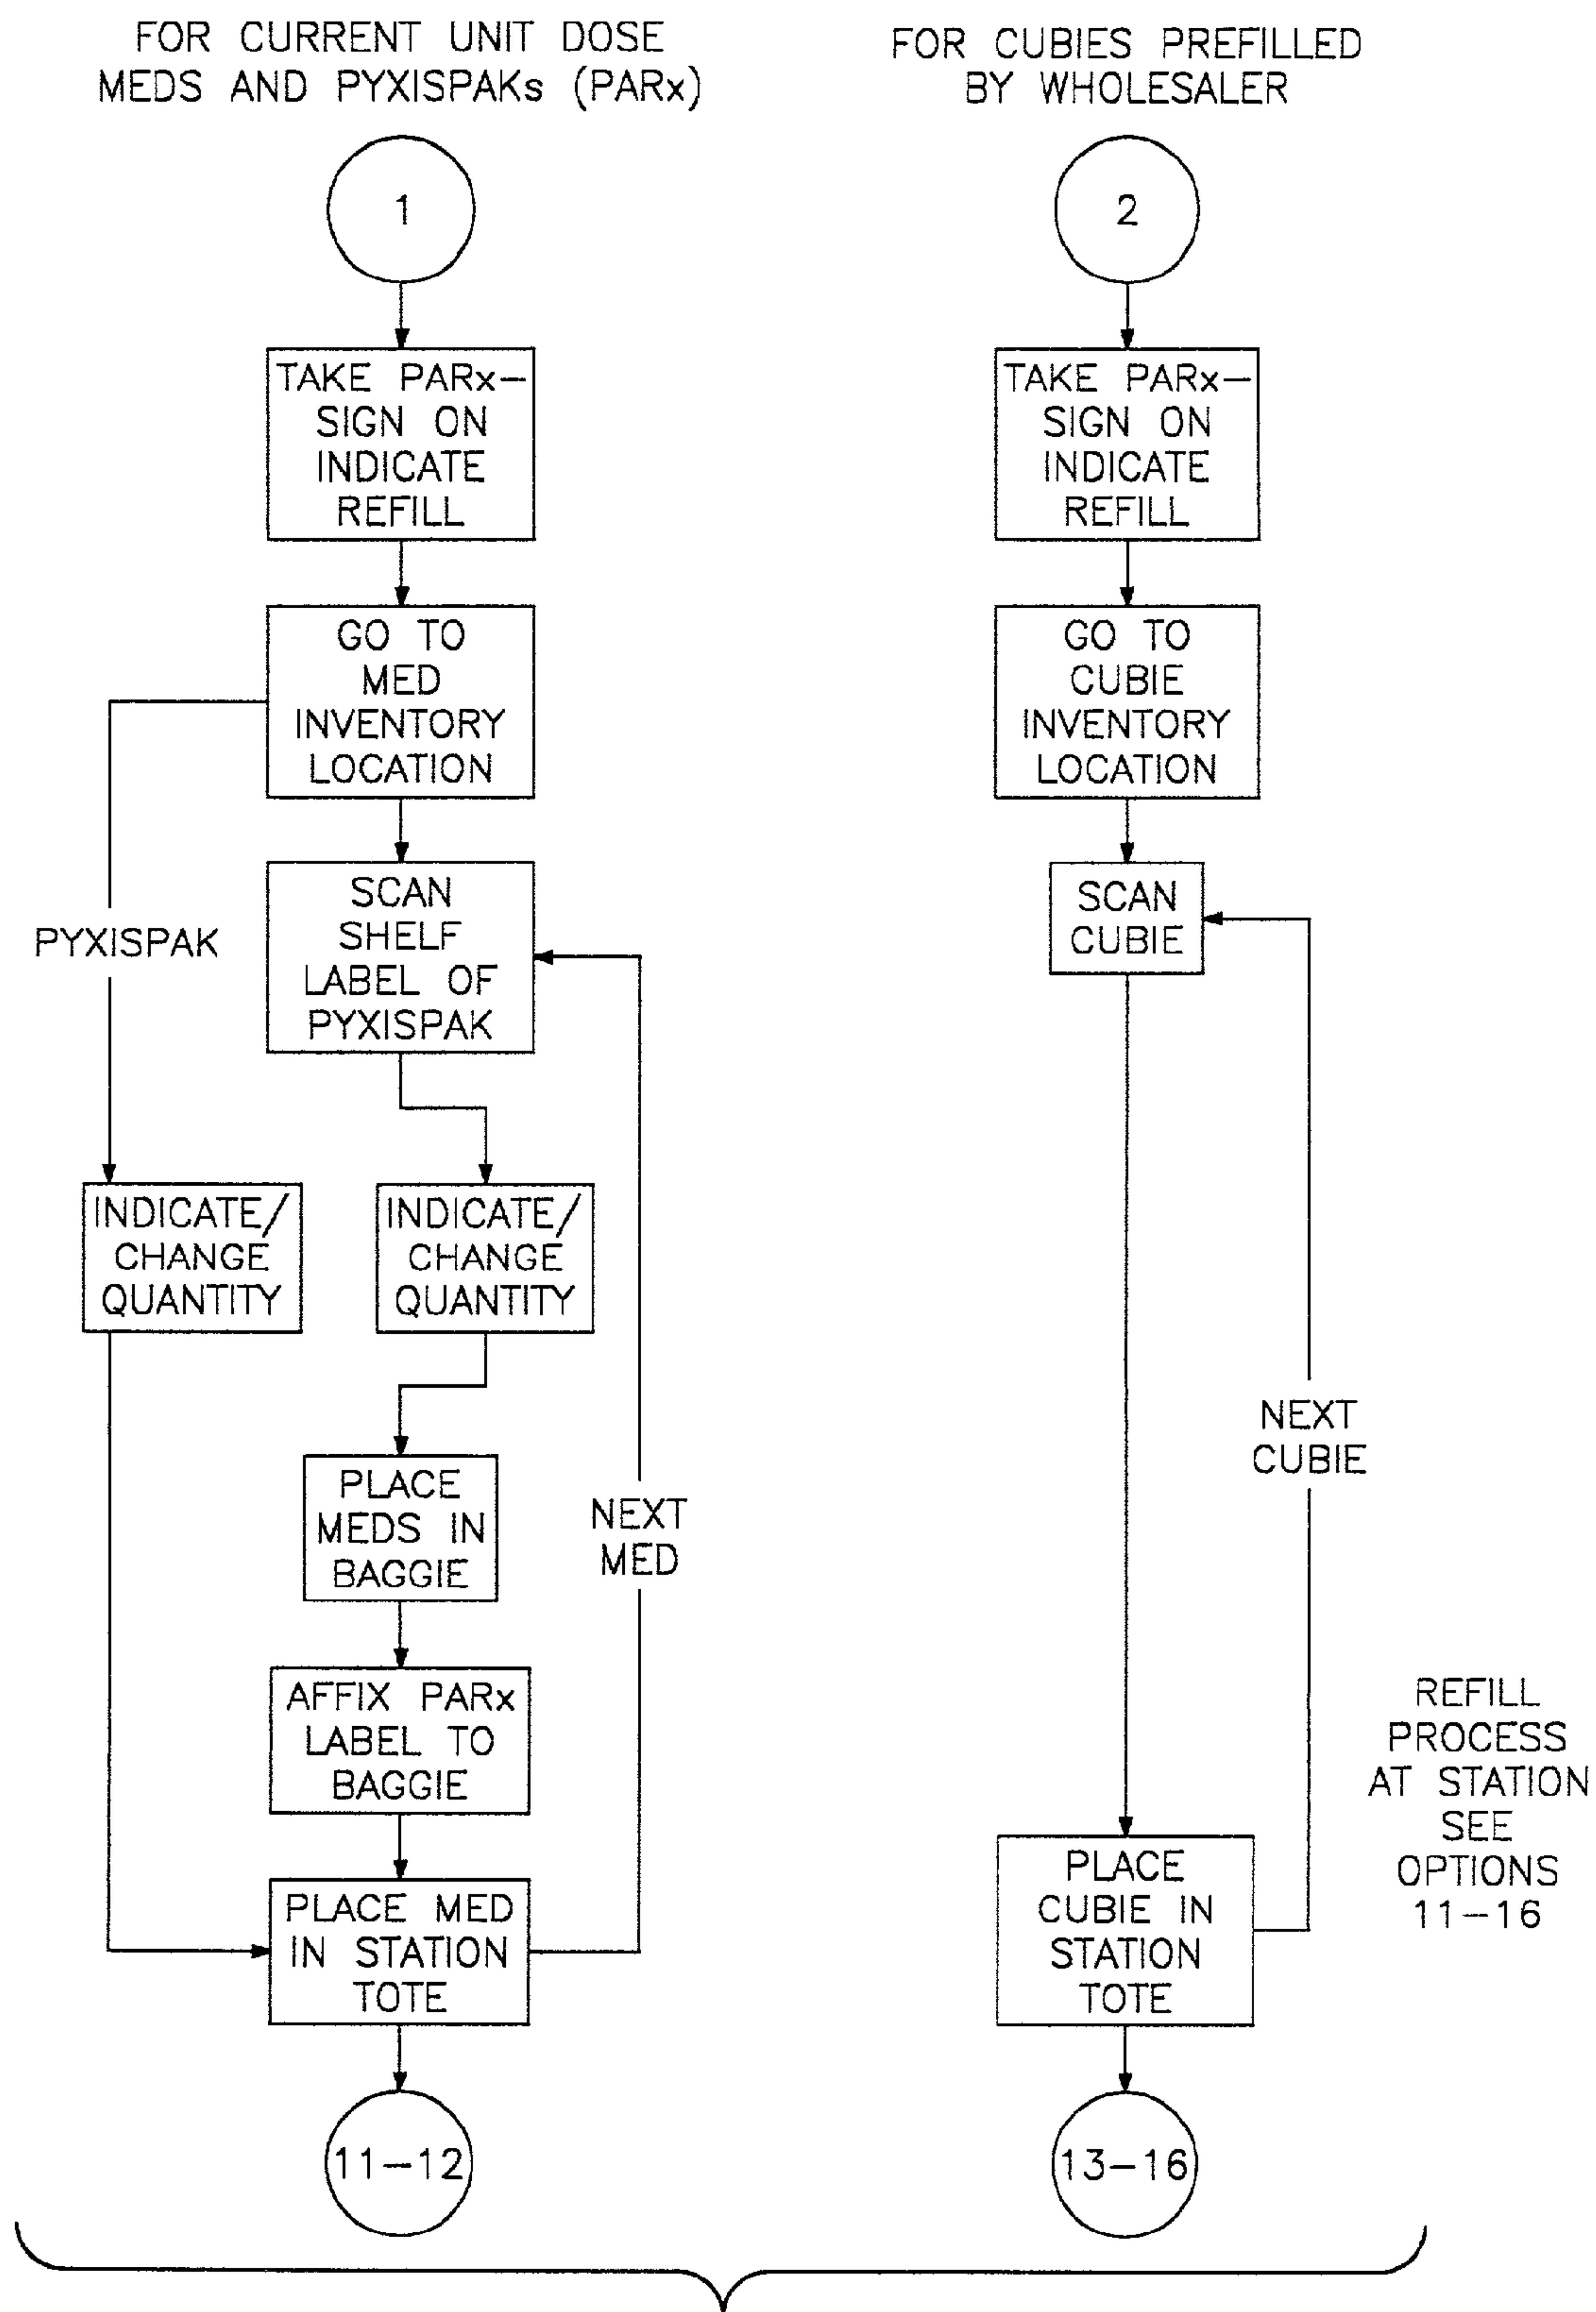 FOR CURRENT UNIT DOSE
MEDS AND PYXISPAKs (PARx)
1
TAKE PARx–
SIGN ON
INDICATE
REFILL
GO TO
MED
INVENTORY
LOCATION
PYXISPAK
SCAN
SHELF
LABEL OF
PYXISPAK
INDICATE/
CHANGE
QUANTITY
INDICATE/
CHANGE
QUANTITY
PLACE
MEDS IN
BAGGIE
NEXT
MED
AFFIX PARx
LABEL TO
BAGGIE
PLACE MED
IN STATION
TOTE
11–12
FOR CUBIES PREFILLED
BY WHOLESALER
2
TAKE PARx–
SIGN ON
INDICATE
REFILL
GO TO
CUBIE
INVENTORY
LOCATION
SCAN
CUBIE
NEXT
CUBIE
PLACE
CUBIE IN
STATION
TOTE
13–16
REFILL
PROCESS
AT STATION
SEE
OPTIONS
11–16